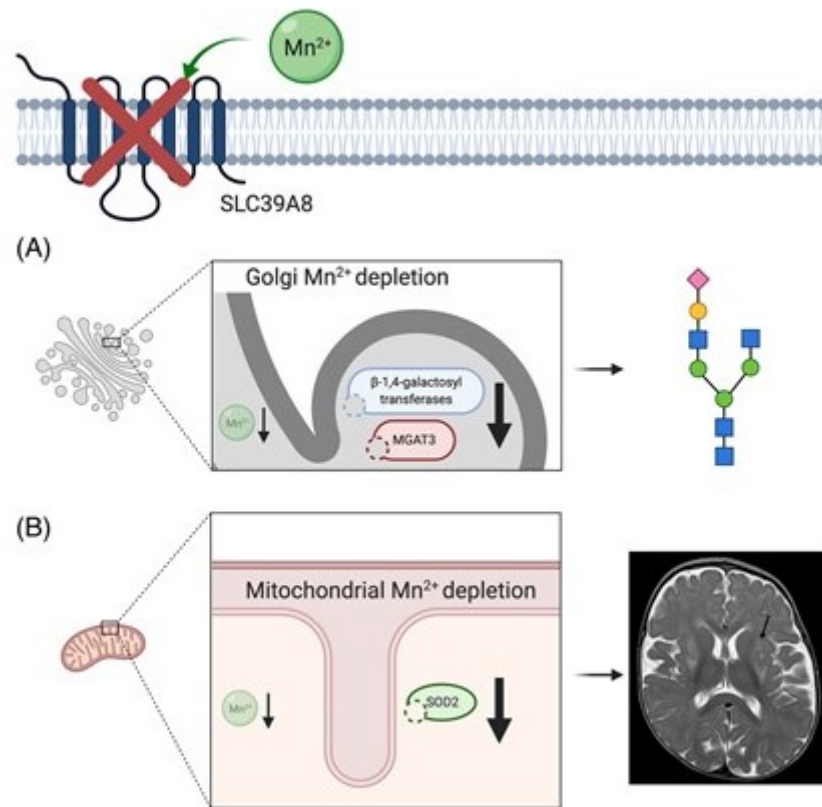 Mn²⁺
SLC39A8
(A)
Golgi Mn²⁺ depletion
β-1,4-galactosyl
transferases
Mn²⁺
MGAT3
(B)
Mitochondrial Mn²⁺ depletion
Mn²⁺
SOD2